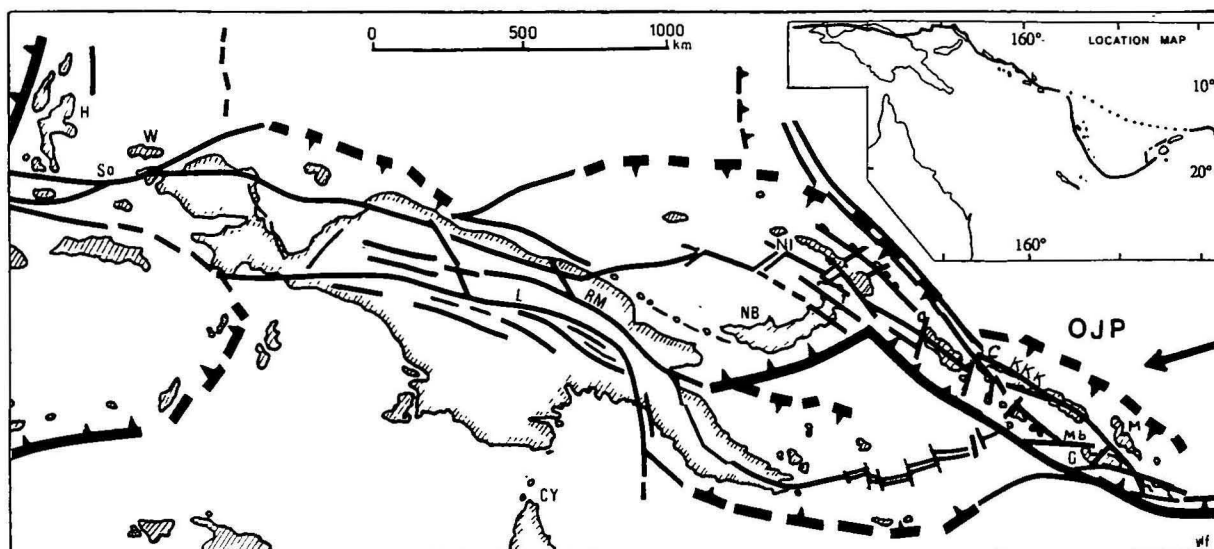 0 500 1000
km
160°
LOCATION MAP
10°
20°
160°
H
W
So
NI
L
RM
NB
OJP
C
KKK
M
Mb
G
CY
Wf